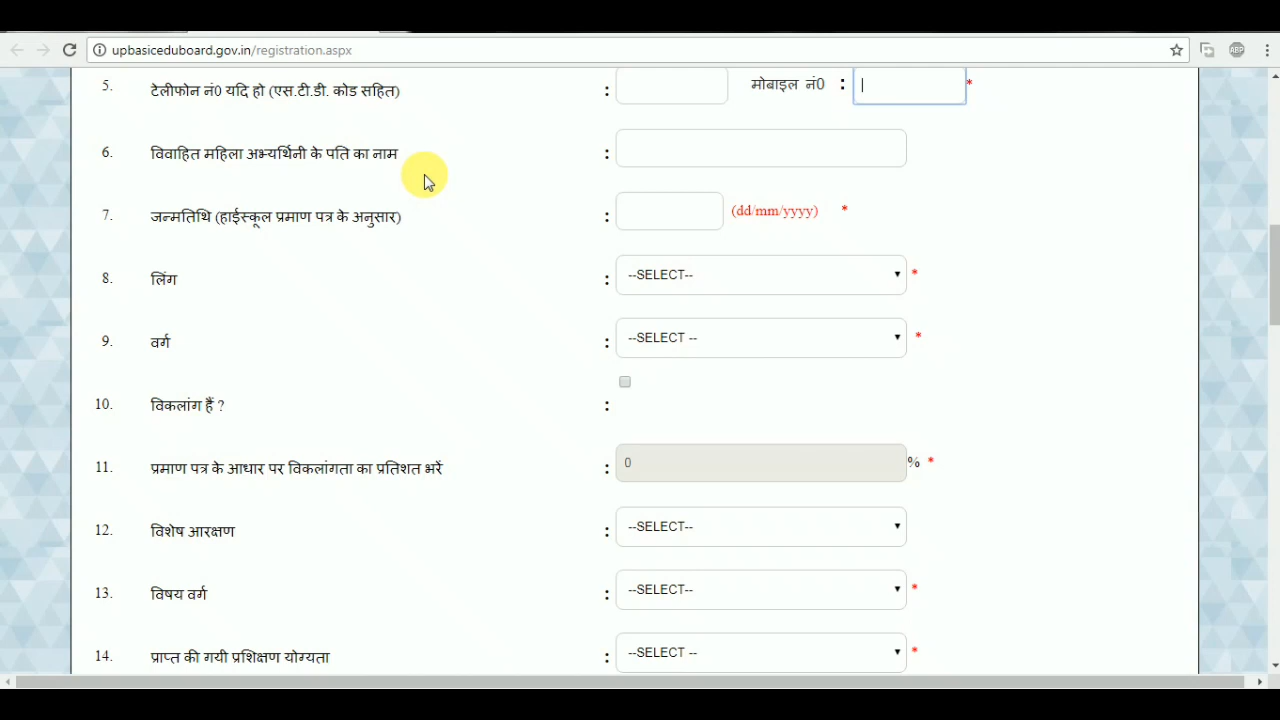 upbasiceduboard.gov.in/registration.aspx
ABP
5. टेलीफोन नं0 यदि हो (एस.टी.डी. कोड सहित) : मोबाइल नं0 : *
6. विवाहित महिला अभ्यर्थिनी के पति का नाम :
7. जन्मतिथि (हाईस्कूल प्रमाण पत्र के अनुसार) : (dd/mm/yyyy) *
8. लिंग : --SELECT-- *
9. वर्ग : --SELECT -- *
10. विकलांग हैं ? :
11. प्रमाण पत्र के आधार पर विकलांगता का प्रतिशत भरें : 0 % *
12. विशेष आरक्षण : --SELECT--
13. विषय वर्ग : --SELECT-- *
14. प्राप्त की गयी प्रशिक्षण योग्यता : --SELECT -- *